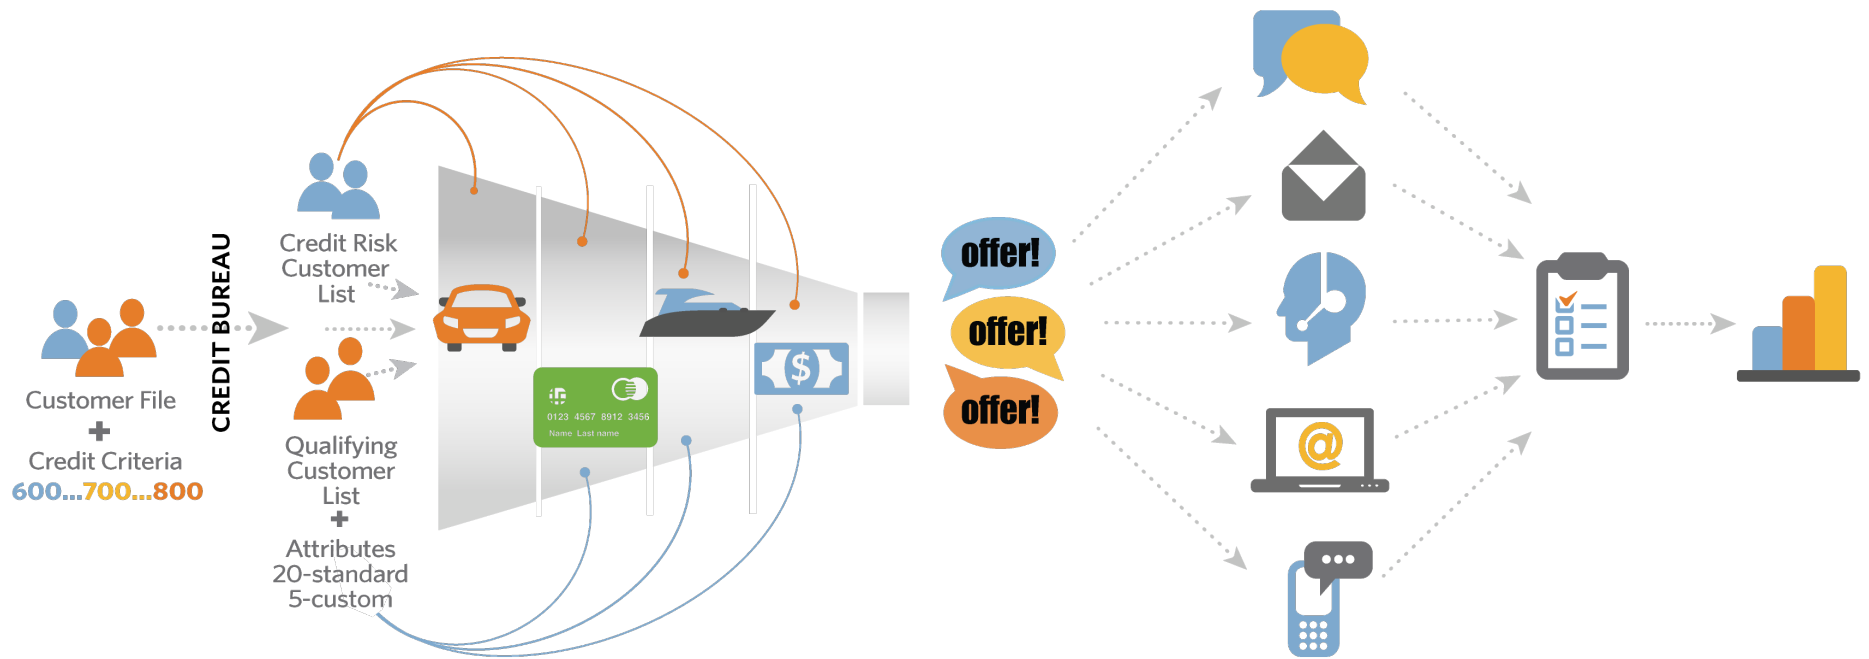 Customer File
+
Credit Criteria
600...700...800
CREDIT BUREAU
Credit Risk
Customer
List
Qualifying
Customer
List
+
Attributes
20-standard
5-custom
0123 4567 8912 3456
Name Last name
$
offer!
offer!
offer!
@